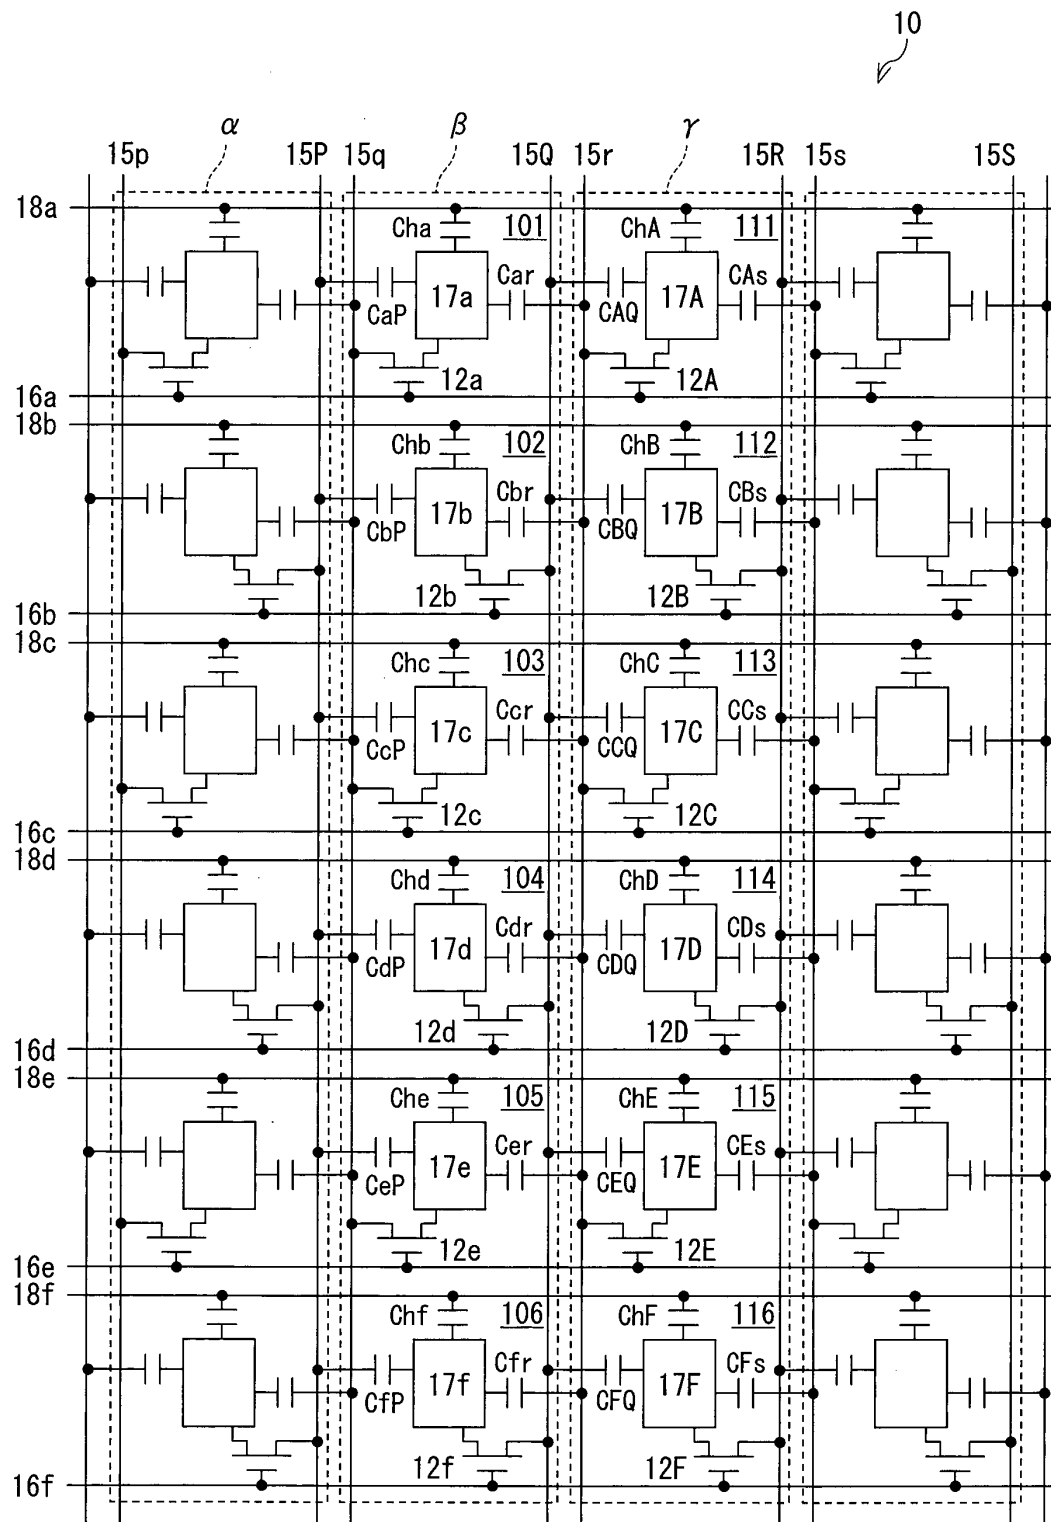 10
α β γ
15p 15P 15q 15Q 15r 15R 15s 15S
18a
Cha 101 ChA 111
Car CAs
17a 17A
CaP CAQ
12a 12A
16a
18b
Chb 102 ChB 112
Cbr CBs
17b 17B
CbP CBQ
12b 12B
16b
18c
Chc 103 ChC 113
Ccr CCs
17c 17C
CcP CCQ
12c 12C
16c
18d
Chd 104 ChD 114
Cdr CDs
17d 17D
CdP CDQ
12d 12D
16d
18e
Che 105 ChE 115
Cer CEs
17e 17E
CeP CEQ
12e 12E
16e
18f
Chf 106 ChF 116
Cfr CFs
17f 17F
CfP CFQ
12f 12F
16f